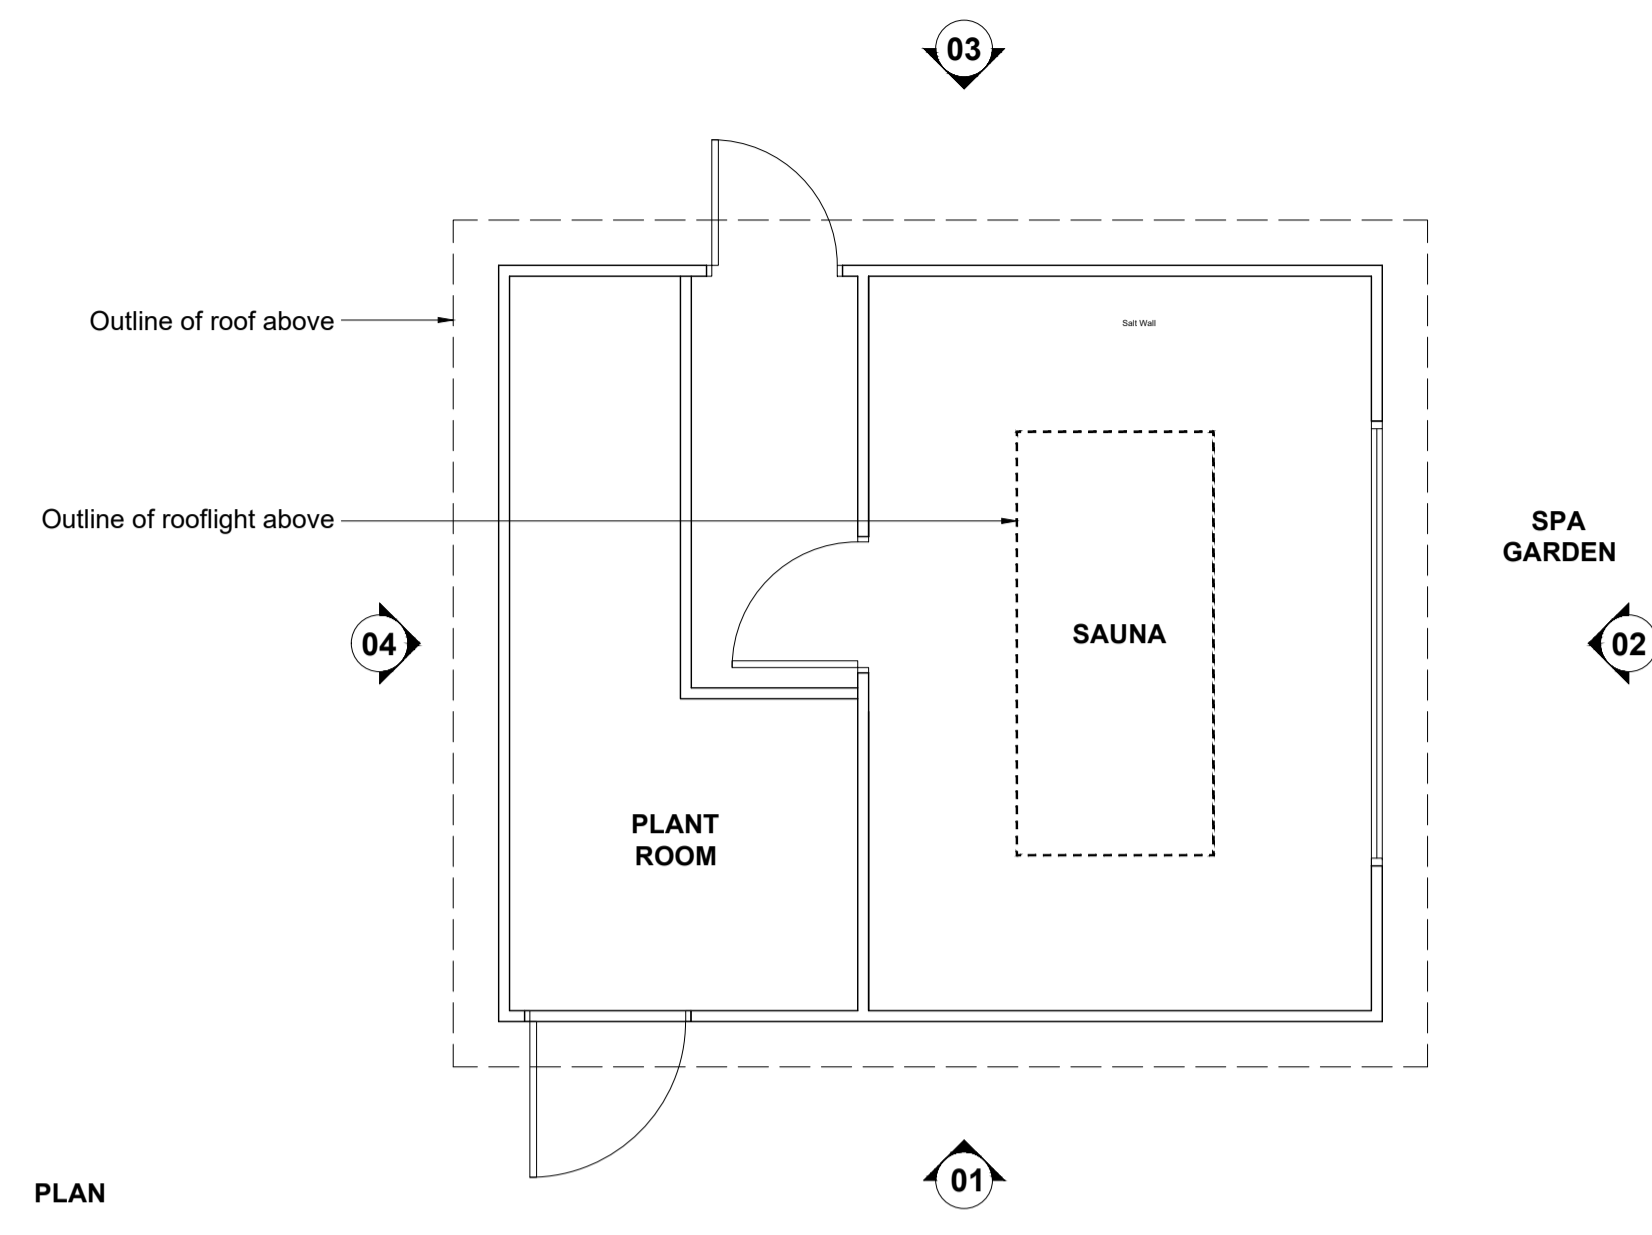 03
Outline of roof above
Salt Wall
Outline of rooflight above
SPA
GARDEN
04
SAUNA
02
PLANT
ROOM
01
PLAN